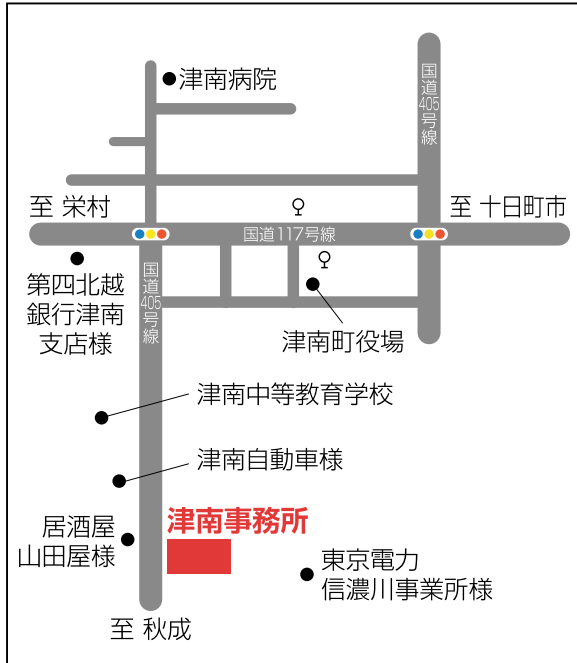 津南病院
国道405号線
至 栄村
至 十日町市
国道117号線
第四北越
銀行津南
支店様
国道405号線
津南町役場
津南中等教育学校
津南自動車様
津南事務所
居酒屋
山田屋様
東京電力
信濃川事業所様
至 秋成